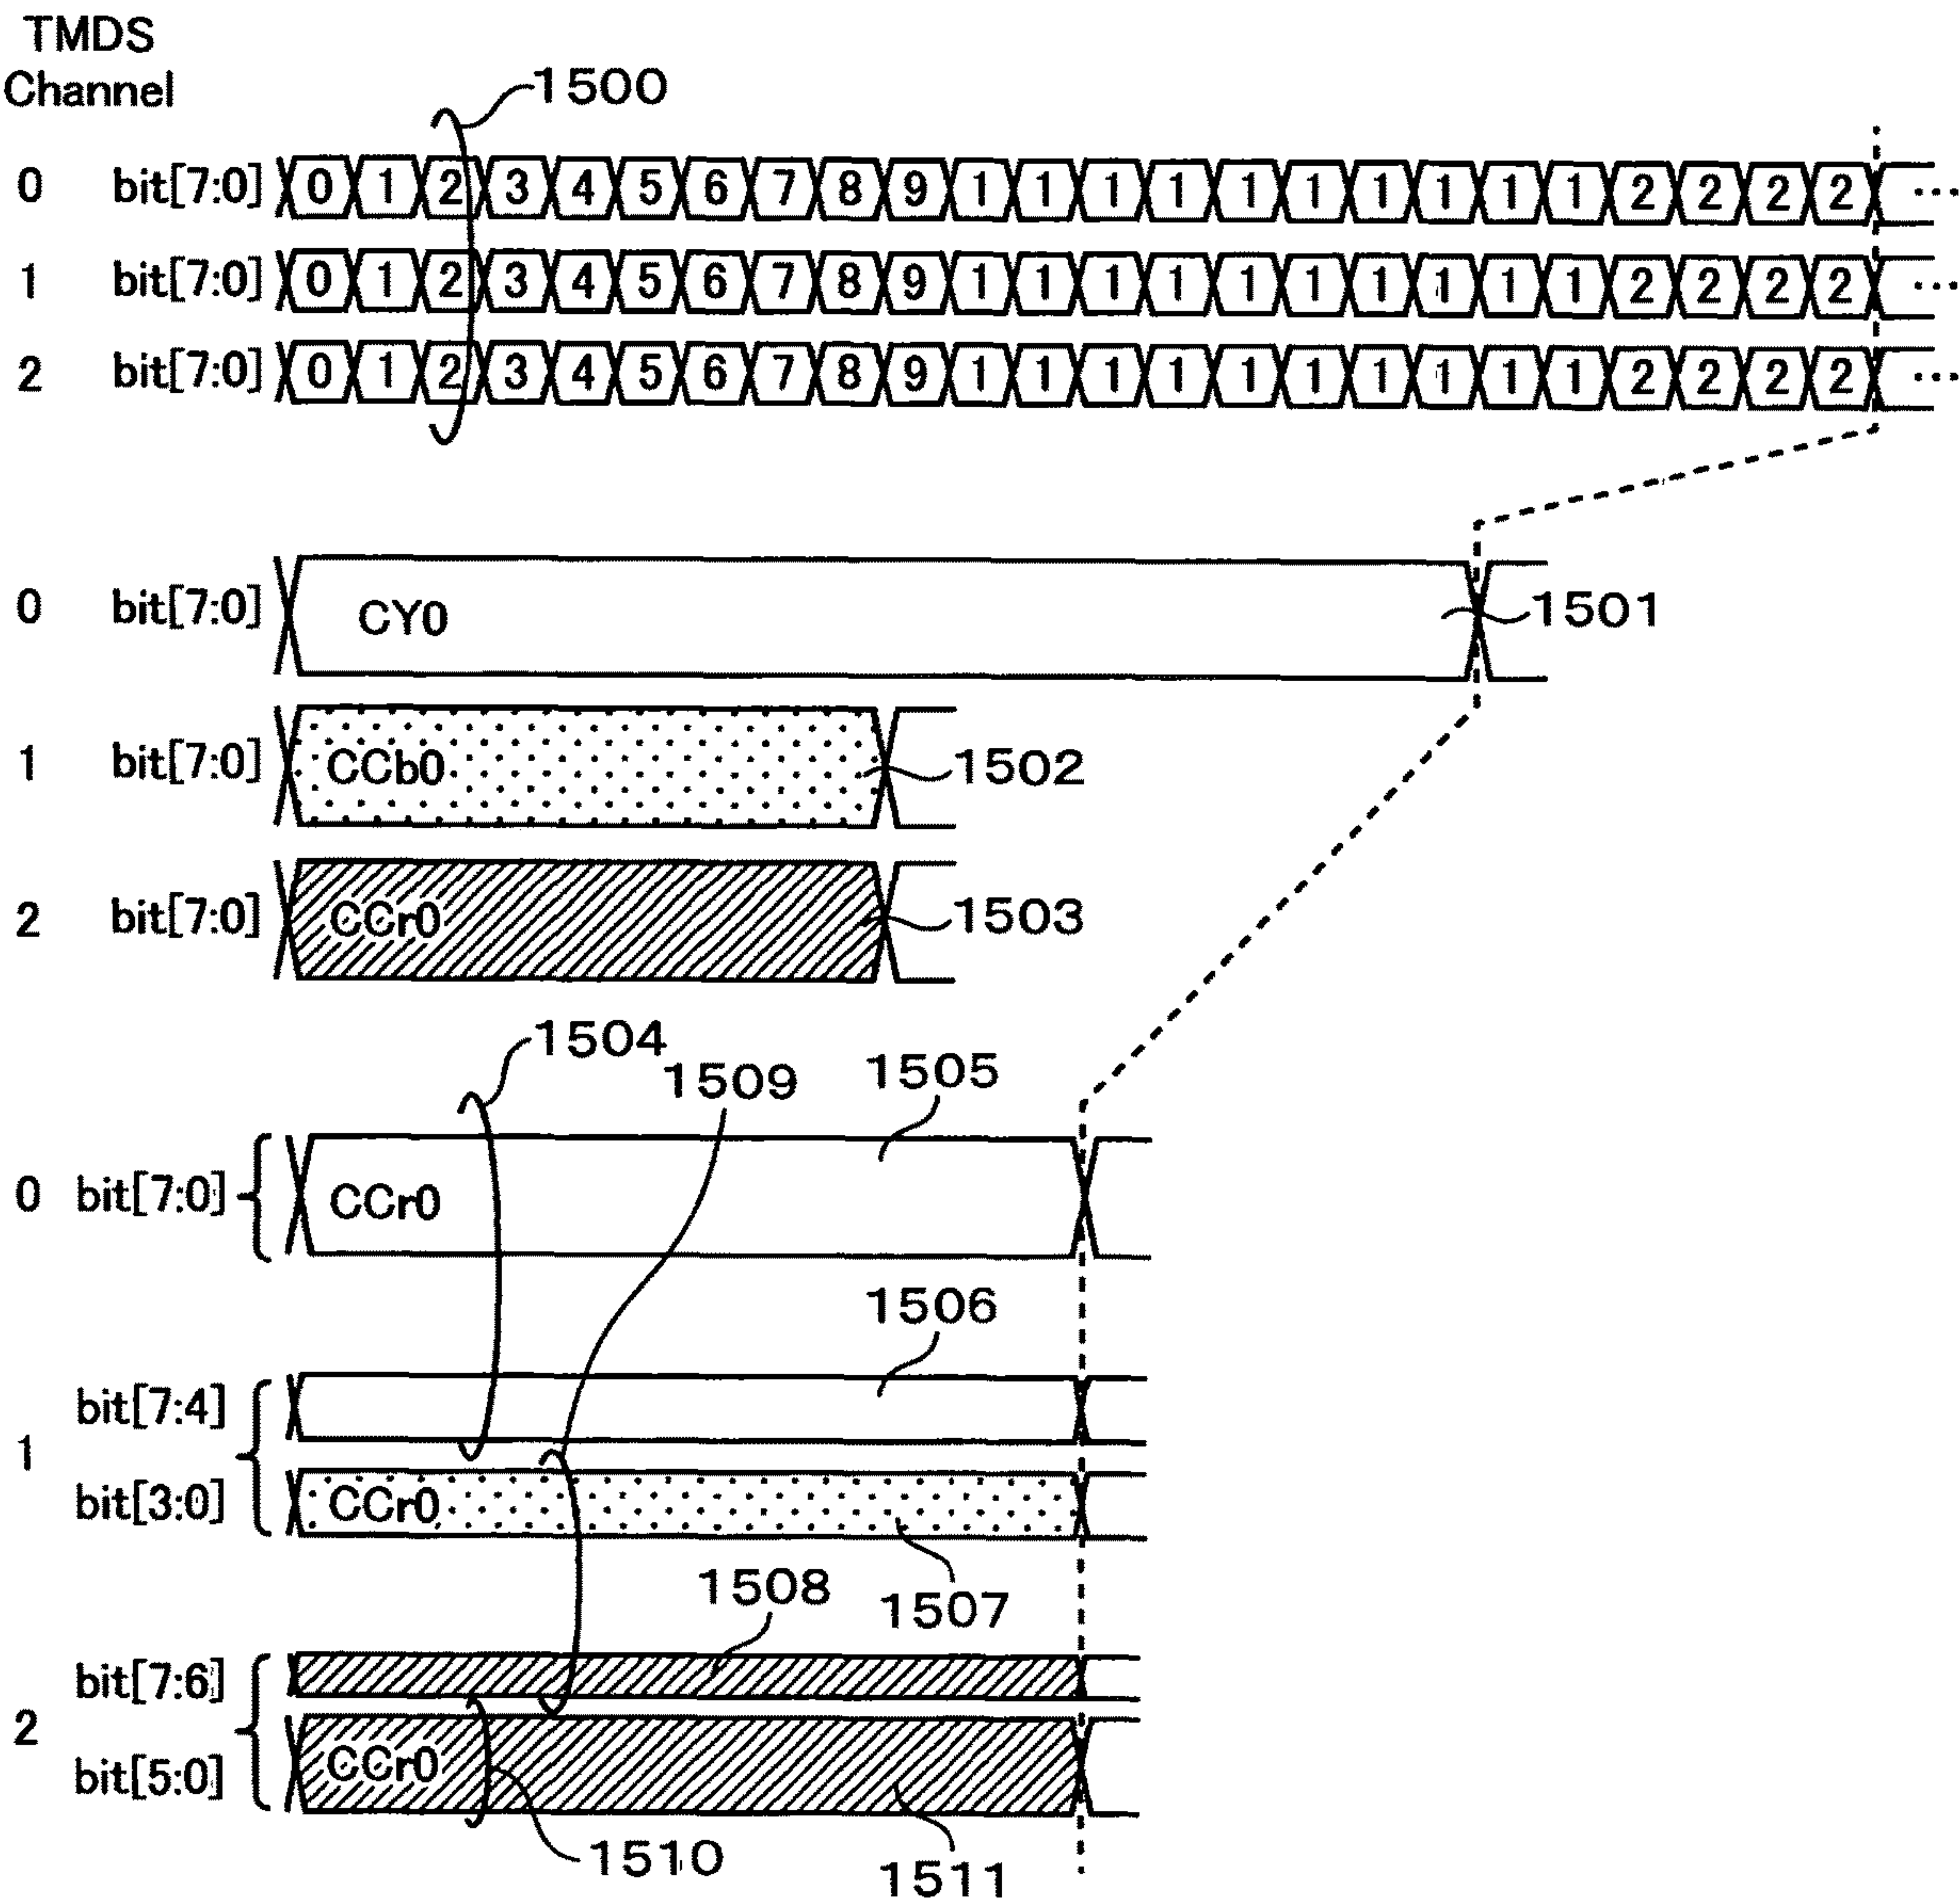 TMDS
Channel
1500
0 bit[7:0] 0 1 2 3 4 5 6 7 8 9 1 1 1 1 1 1 1 1 1 1 2 2 2 2 ...
1 bit[7:0] 0 1 2 3 4 5 6 7 8 9 1 1 1 1 1 1 1 1 1 1 2 2 2 2 ...
2 bit[7:0] 0 1 2 3 4 5 6 7 8 9 1 1 1 1 1 1 1 1 1 1 2 2 2 2 ...
0 bit[7:0] CY0 1501
1 bit[7:0] CCb0 1502
2 bit[7:0] CCr0 1503
1504
1509
1505
0 bit[7:0] CCr0
1506
bit[7:4]
1
bit[3:0] CCr0
1508
1507
bit[7:6]
2
bit[5:0] CCr0
1510
1511